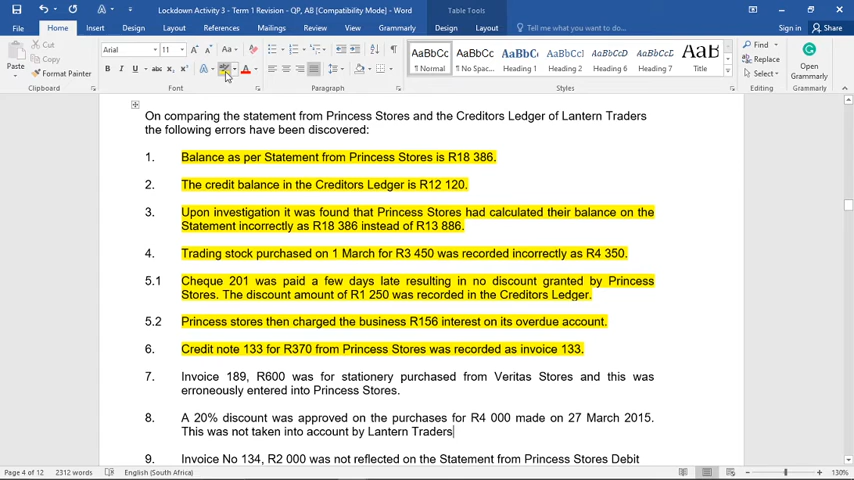 Lockdown Activity 3 - Term 1 Revision - QP, AB [Compatibility Mode] - Word
Table Tools
Sign in
Share
File
Home
Insert
Design
Layout
References
Mailings
Review
View
Grammarly
Design
Layout
Tell me what you want to do...
Paste
Cut
Copy
Format Painter
Clipboard
Arial
11
Font
Paragraph
AaBbCc
¶ Normal
AaBbCc
¶ No Spac...
AaBbCc
Heading 1
AaBbCc
Heading 2
AaBbCcD
Heading 6
AaBbCcD
Heading 7
AaB
Title
Styles
Find
Replace
Select
Editing
Open
Grammarly
Grammarly
On comparing the statement from Princess Stores and the Creditors Ledger of Lantern Traders
the following errors have been discovered:
1. Balance as per Statement from Princess Stores is R18 386.
2. The credit balance in the Creditors Ledger is R12 120.
3. Upon investigation it was found that Princess Stores had calculated their balance on the
Statement incorrectly as R18 386 instead of R13 886.
4. Trading stock purchased on 1 March for R3 450 was recorded incorrectly as R4 350.
5.1 Cheque 201 was paid a few days late resulting in no discount granted by Princess
Stores. The discount amount of R1 250 was recorded in the Creditors Ledger.
5.2 Princess stores then charged the business R156 interest on its overdue account.
6. Credit note 133 for R370 from Princess Stores was recorded as invoice 133.
7. Invoice 189, R600 was for stationery purchased from Veritas Stores and this was
erroneously entered into Princess Stores.
8. A 20% discount was approved on the purchases for R4 000 made on 27 March 2015.
This was not taken into account by Lantern Traders
9. Invoice No 134, R2 000 was not reflected on the Statement from Princess Stores Debit
Page 4 of 12
2312 words
English (South Africa)
130%